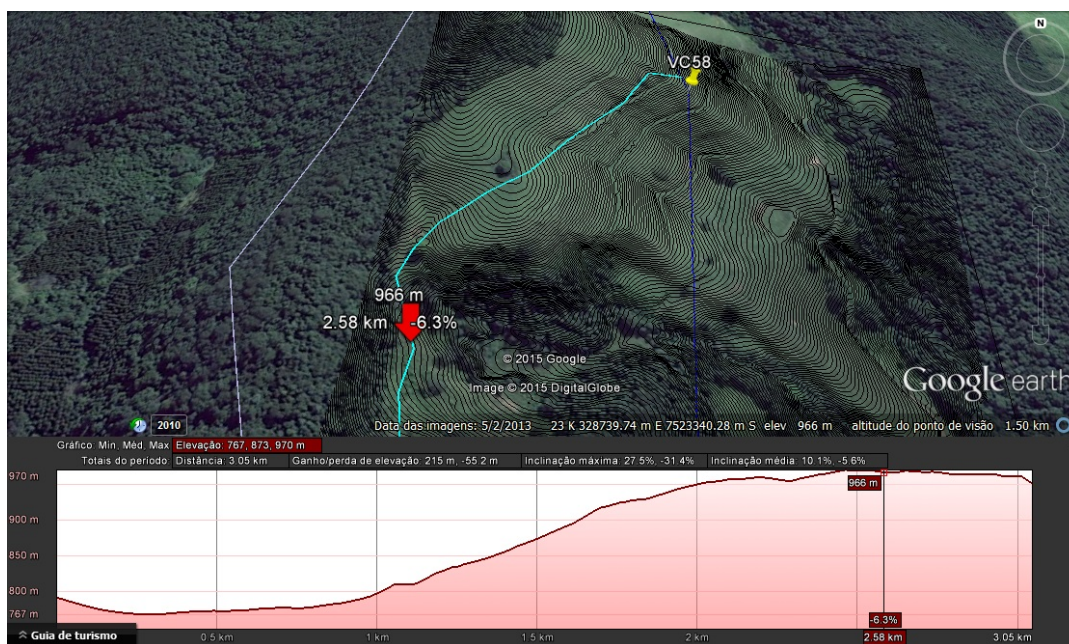 N
VC58
966 m
2.58 km -6.3%
© 2015 Google
Image © 2015 DigitalGlobe
Google earth
2010 Data das imagens: 5/2/2013 23 K 328739.74 m E 7523340.28 m S elev 966 m altitude do ponto de visão 1.50 km
Gráfico: Min, Méd, Max Elevação: 767, 873, 970 m
Totais do período: Distância: 3.05 km Ganho/perda de elevação: 215 m, -55.2 m Inclinação máxima: 27.5%, -31.4% Inclinação média: 10.1%, -5.6%
970 m
966 m
900 m
850 m
800 m
767 m
-6.3%
Guia de turismo 0.5 km 1 km 1.5 km 2 km 2.58 km 3.05 km